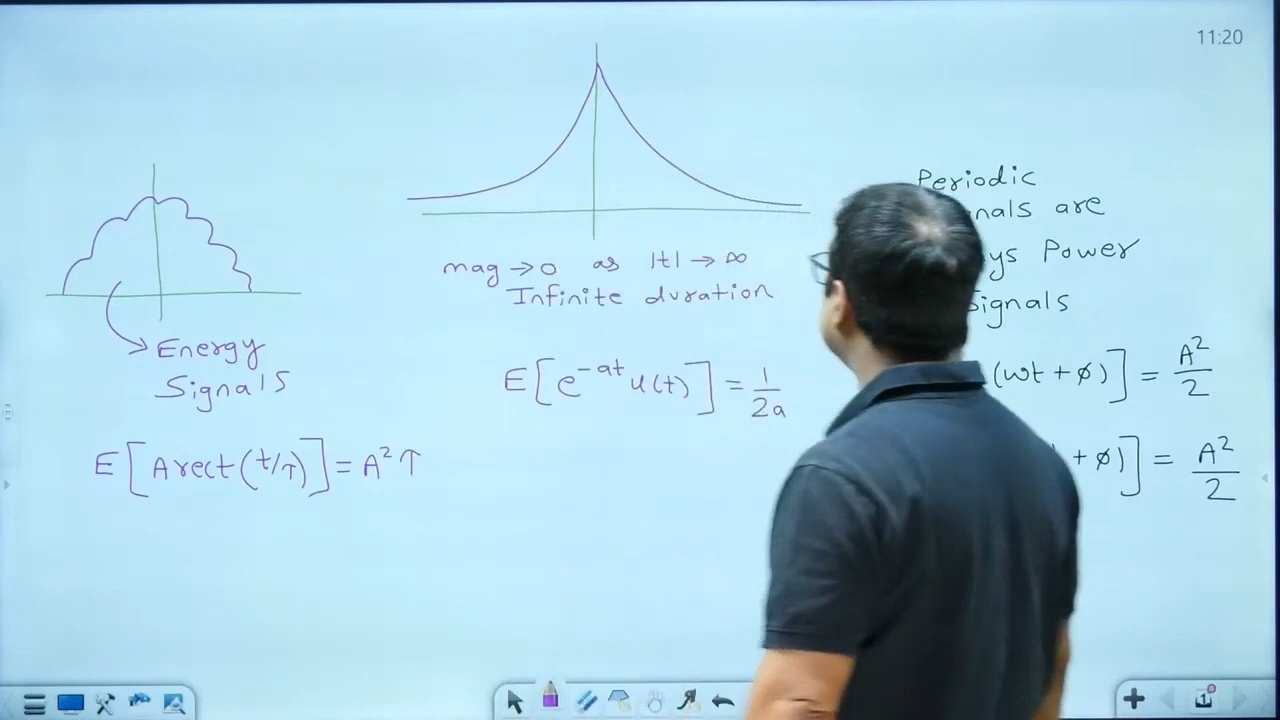 11:20
Energy
Signals
E[A rect(t/τ)] = A²τ
mag → 0 as |t| → ∞
Infinite duration
E[e^{-at} u(t)] = 1/2a
Periodic
nals are
ys Power
Signals
(ωt + ϕ)] = A²/2
+ ϕ)] = A²/2